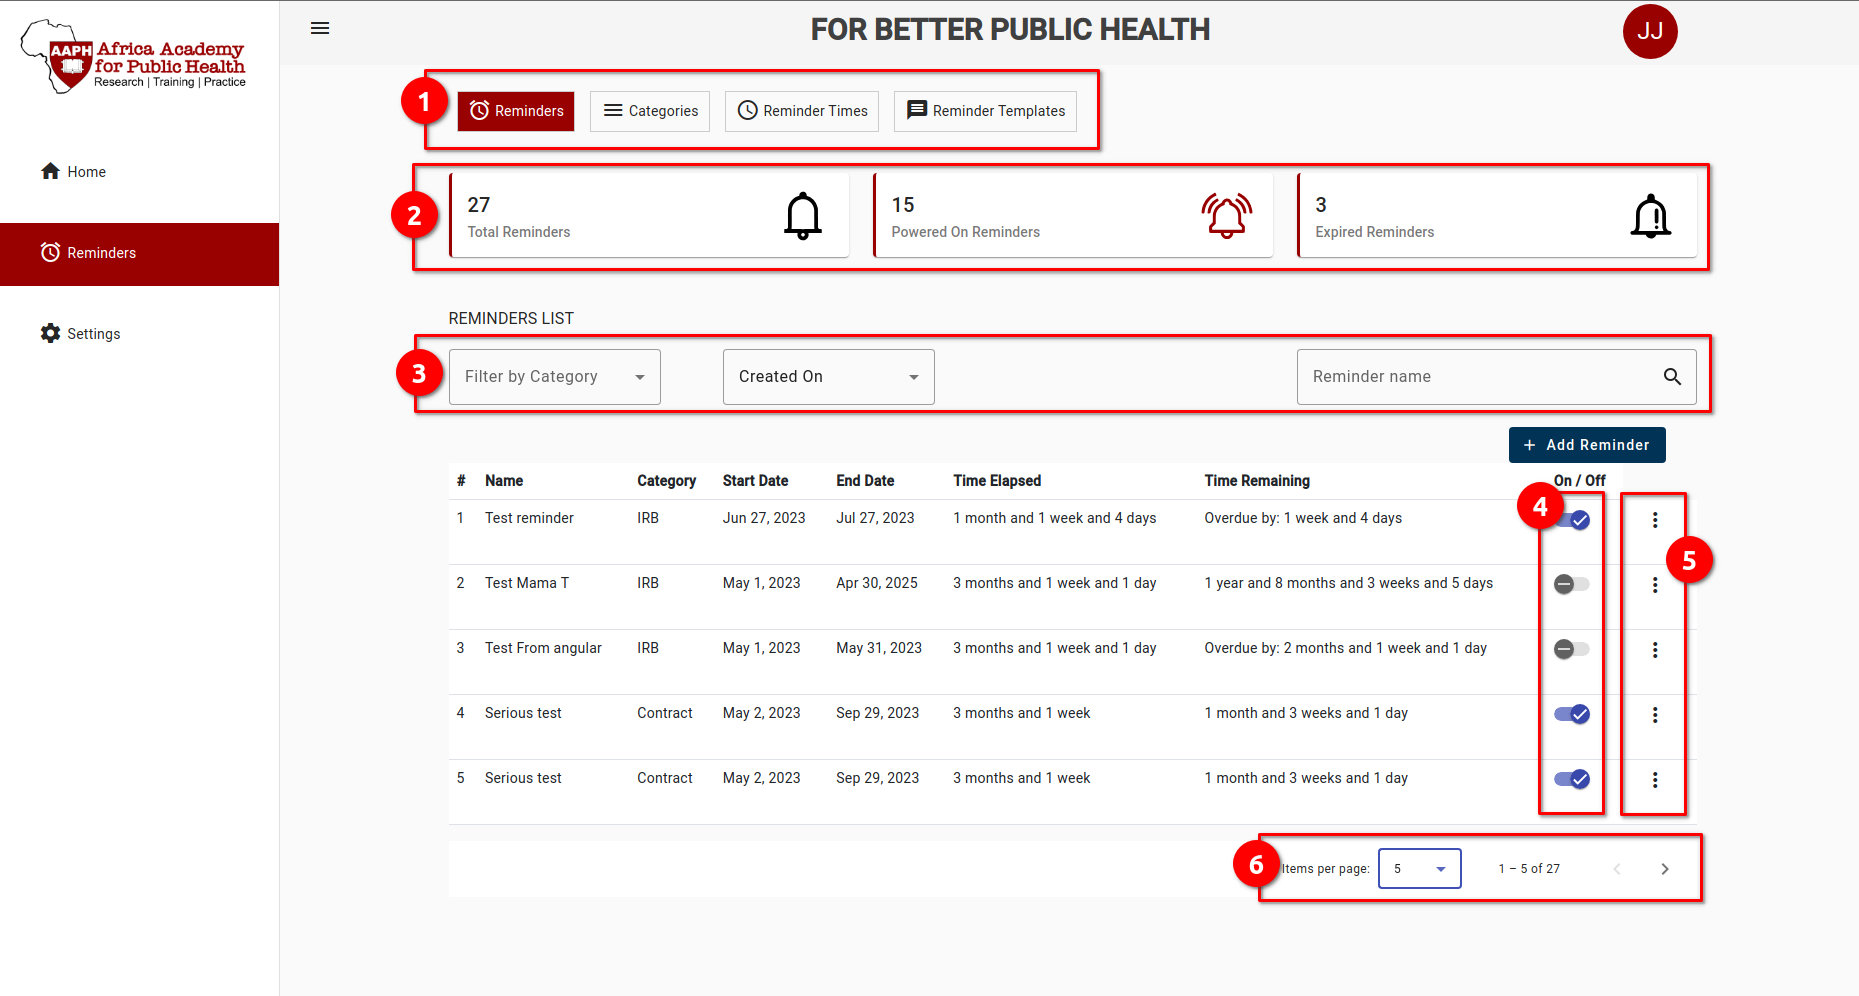 AAPH Africa Academy
for Public Health
Research | Training | Practice
FOR BETTER PUBLIC HEALTH
JJ
Home
Reminders
Settings
1
Reminders
Categories
Reminder Times
Reminder Templates
2
27
Total Reminders
15
Powered On Reminders
3
Expired Reminders
REMINDERS LIST
3
Filter by Category
Created On
Reminder name
+ Add Reminder
# Name Category Start Date End Date Time Elapsed Time Remaining On / Off
4
1 Test reminder IRB Jun 27, 2023 Jul 27, 2023 1 month and 1 week and 4 days Overdue by: 1 week and 4 days
5
2 Test Mama T IRB May 1, 2023 Apr 30, 2025 3 months and 1 week and 1 day 1 year and 8 months and 3 weeks and 5 days
3 Test From angular IRB May 1, 2023 May 31, 2023 3 months and 1 week and 1 day Overdue by: 2 months and 1 week and 1 day
4 Serious test Contract May 2, 2023 Sep 29, 2023 3 months and 1 week 1 month and 3 weeks and 1 day
5 Serious test Contract May 2, 2023 Sep 29, 2023 3 months and 1 week 1 month and 3 weeks and 1 day
6
Items per page: 5 1 – 5 of 27